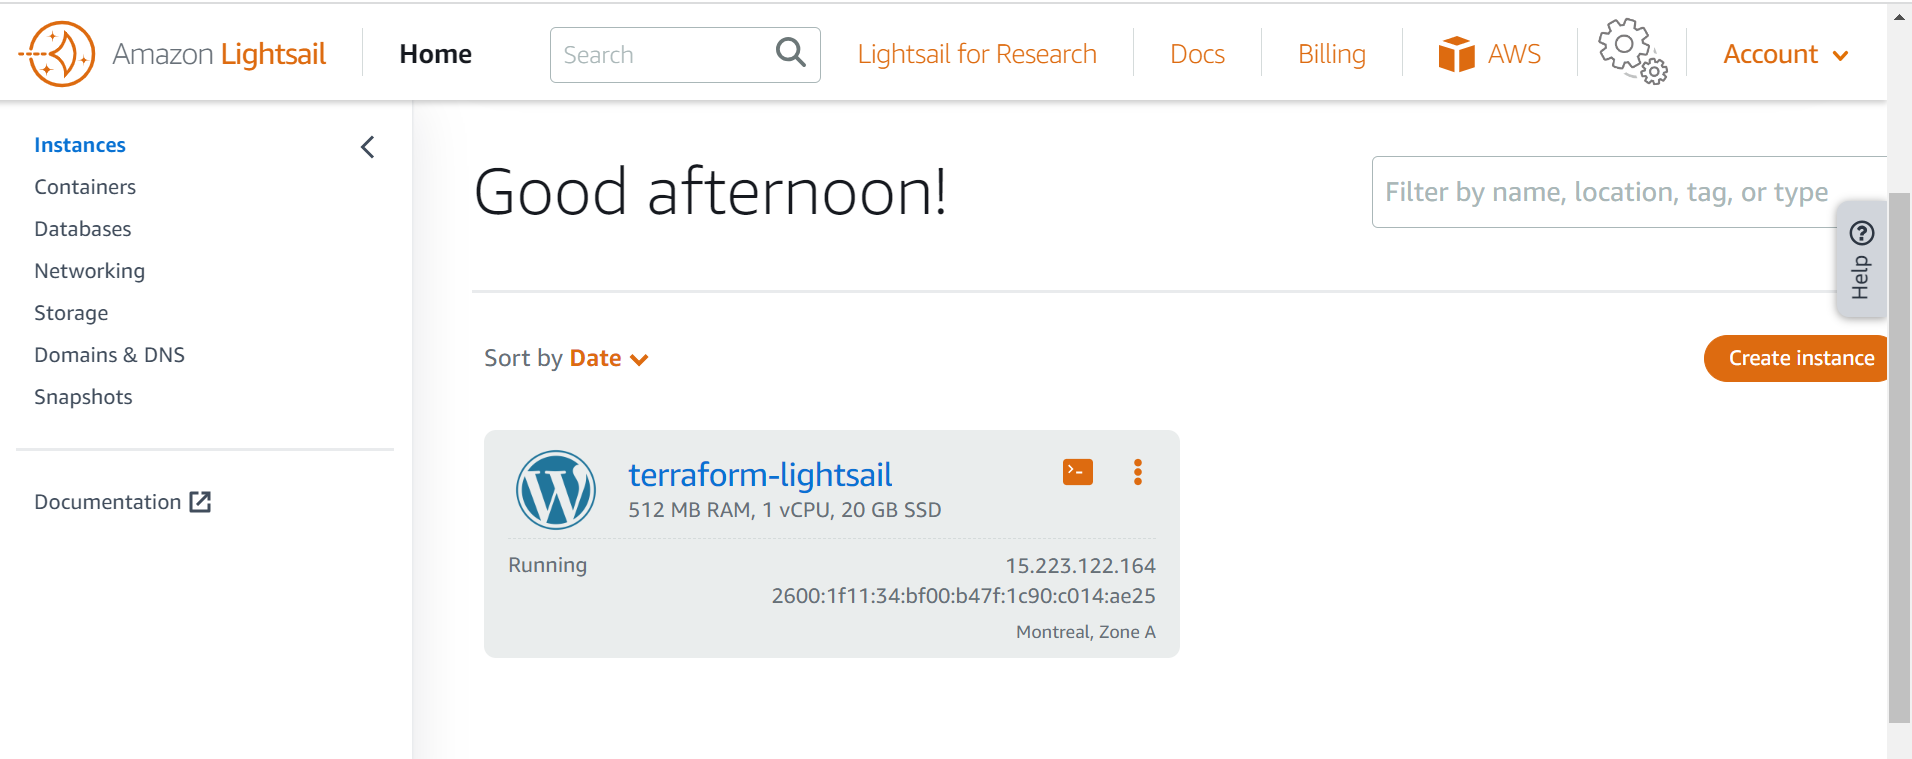 Amazon Lightsail
Home
Search
Lightsail for Research
Docs
Billing
AWS
Account
Instances
Containers
Databases
Networking
Storage
Domains & DNS
Snapshots
Documentation
Good afternoon!
Filter by name, location, tag, or type
Help
Sort by Date
Create instance
terraform-lightsail
512 MB RAM, 1 vCPU, 20 GB SSD
Running
15.223.122.164
2600:1f11:34:bf00:b47f:1c90:c014:ae25
Montreal, Zone A